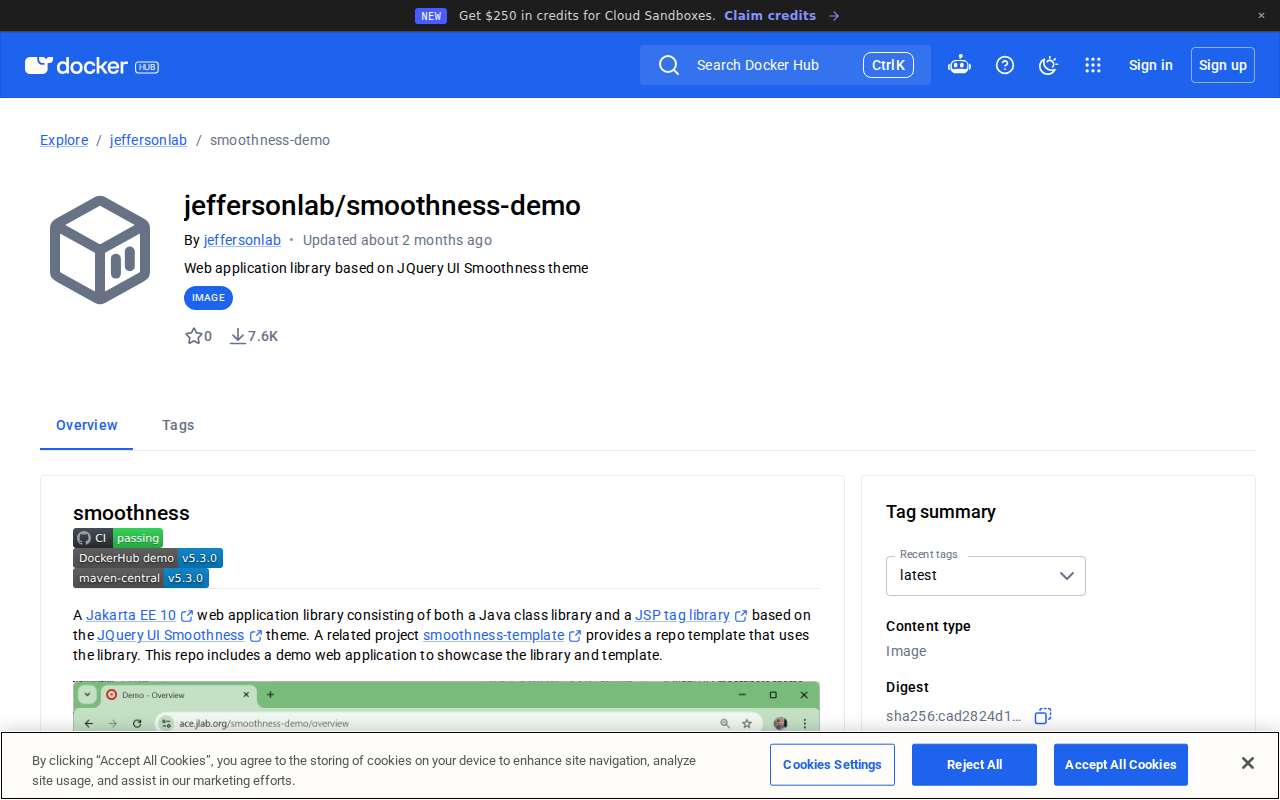 NEW Get $250 in credits for Cloud Sandboxes. Claim credits →
docker HUB
Search Docker Hub Ctrl K
Sign in
Sign up
Explore / jeffersonlab / smoothness-demo
jeffersonlab/smoothness-demo
By jeffersonlab • Updated about 2 months ago
Web application library based on JQuery UI Smoothness theme
IMAGE
0 7.6K
Overview Tags
smoothness
CI passing
DockerHub demo v5.3.0
maven-central v5.3.0
A Jakarta EE 10 web application library consisting of both a Java class library and a JSP tag library based on
the JQuery UI Smoothness theme. A related project smoothness-template provides a repo template that uses
the library. This repo includes a demo web application to showcase the library and template.
Demo - Overview
ace.jlab.org/smoothness-demo/overview
Tag summary
Recent tags
latest
Content type
Image
Digest
sha256:cad2824d1…
By clicking “Accept All Cookies”, you agree to the storing of cookies on your device to enhance site navigation, analyze
site usage, and assist in our marketing efforts.
Cookies Settings
Reject All
Accept All Cookies